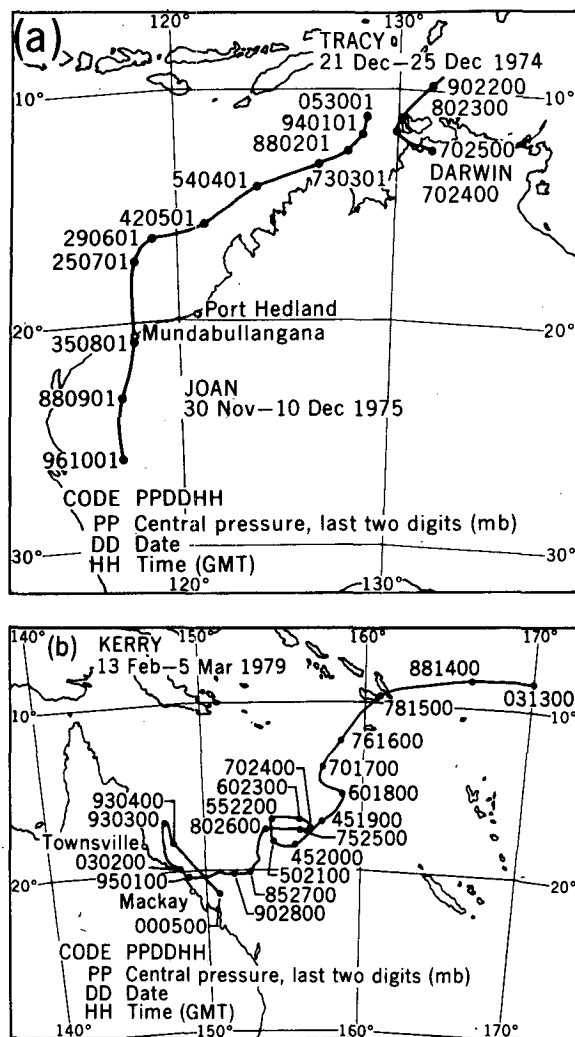 (a)
120°
130°
TRACY
21 Dec–25 Dec 1974
10°
10°
053001
902200
940101
802300
880201
702500
540401
730301
DARWIN
702400
420501
290601
250701
Port Hedland
20°
20°
Mundabullangana
350801
880901
JOAN
30 Nov–10 Dec 1975
961001
CODE PPDDHH
PP Central pressure, last two digits (mb)
DD Date
HH Time (GMT)
30°
30°
120°
130°
140°
150°
160°
170°
(b)
KERRY
13 Feb–5 Mar 1979
881400
10°
781500
031300
10°
761600
702400
701700
602300
601800
930400
552200
930300
802600
451900
Townsville
752500
030200
452000
950100
502100
20°
20°
Mackay
852700
000500
902800
CODE PPDDHH
PP Central pressure, last two digits (mb)
DD Date
HH Time (GMT)
140°
150°
160°
170°